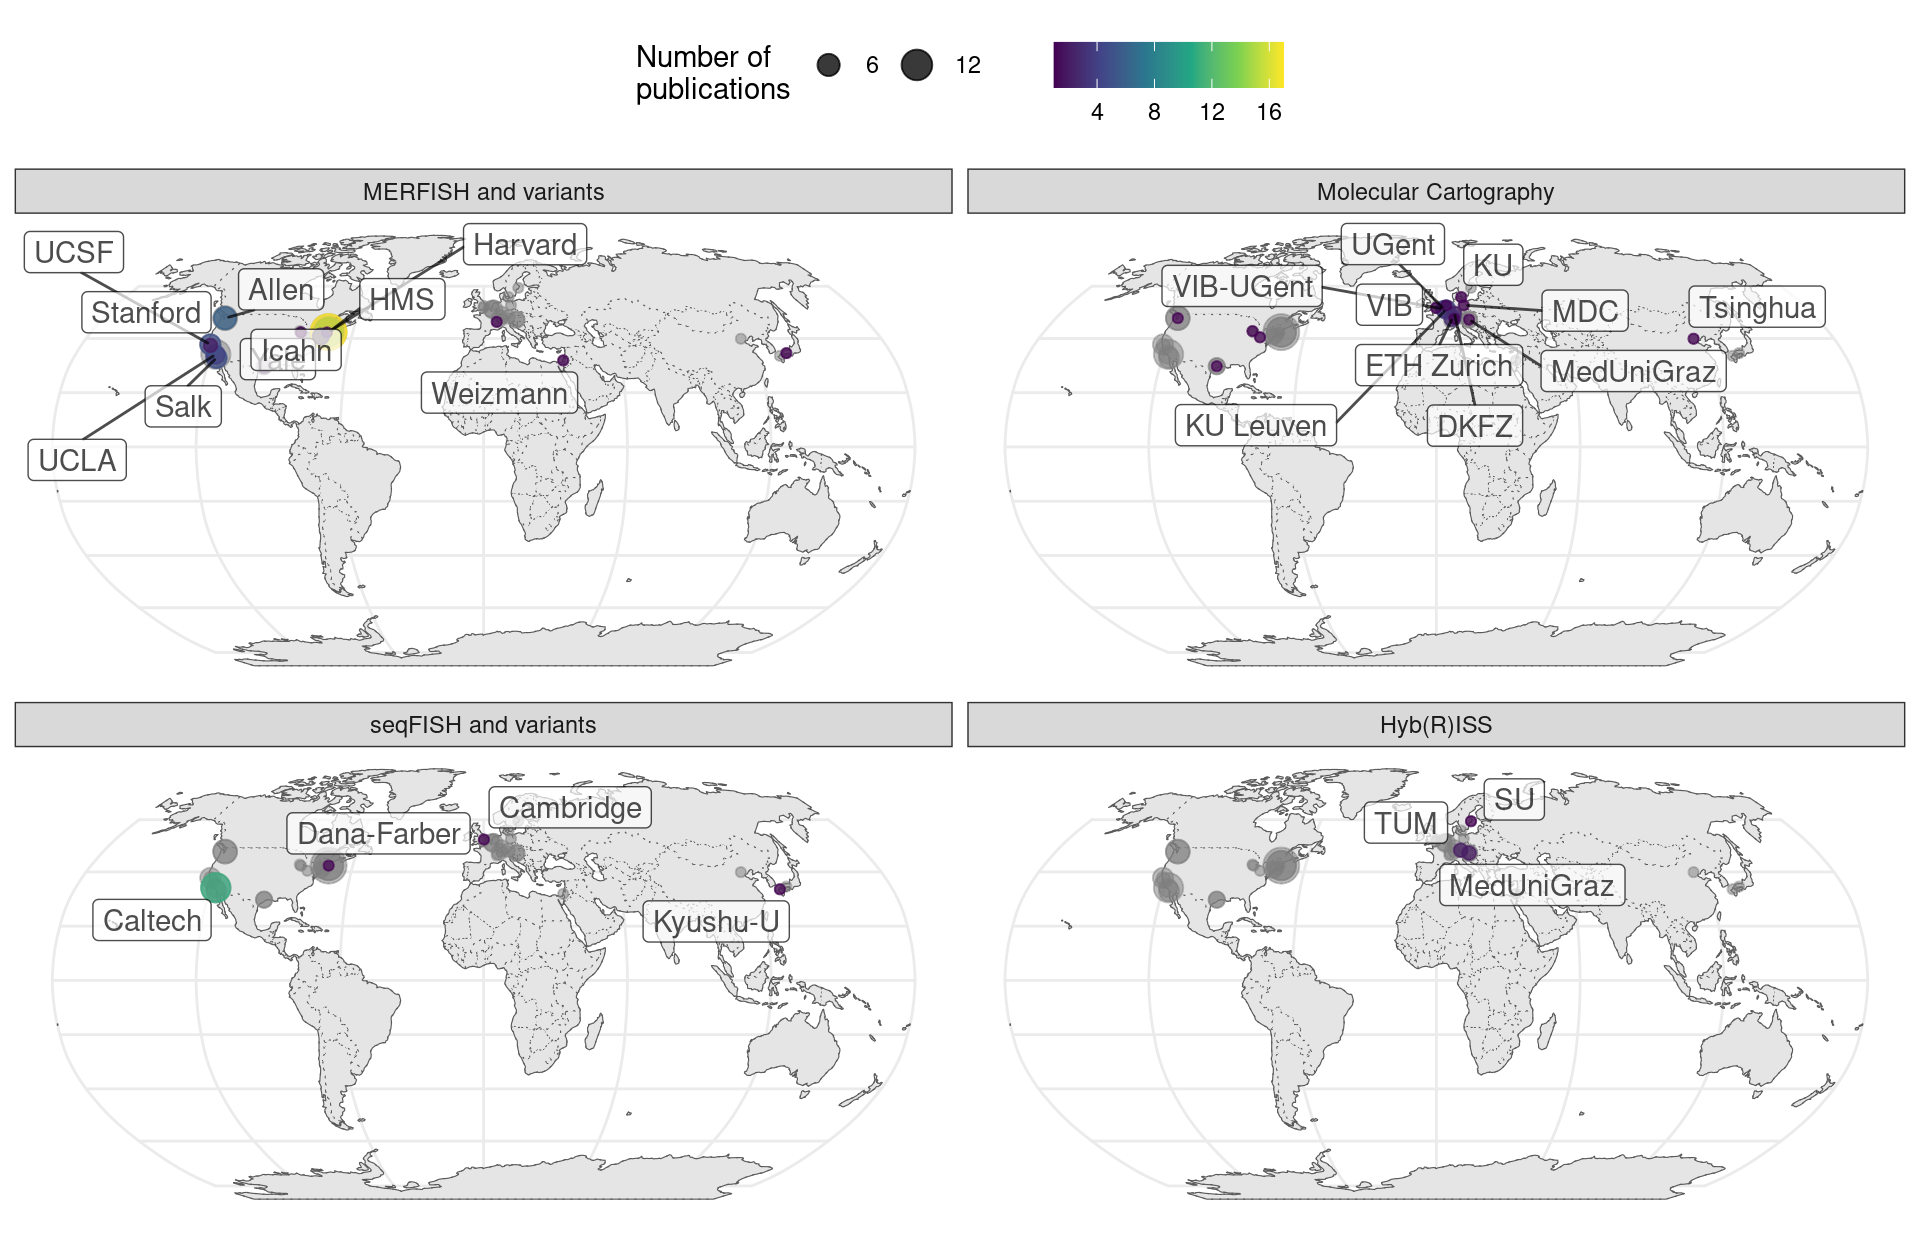 Number of
publications
6
12
4
8
12
16
MERFISH and variants
Molecular Cartography
UCSF
Harvard
Allen
HMS
Stanford
Icahn
Yale
Weizmann
Salk
UCLA
UGent
KU
VIB-UGent
VIB
MDC
Tsinghua
ETH Zurich
MedUniGraz
KU Leuven
DKFZ
seqFISH and variants
Hyb(R)ISS
Cambridge
Dana-Farber
Caltech
Kyushu-U
SU
TUM
MedUniGraz